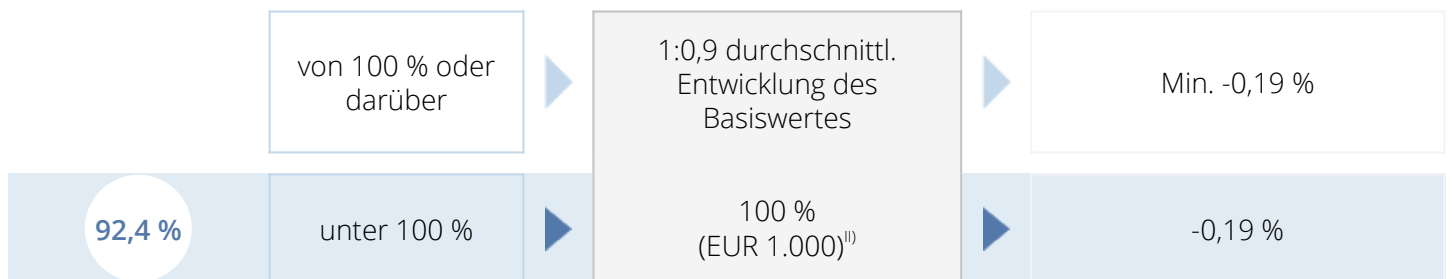 von 100 % oder
darüber
1:0,9 durchschnittl.
Entwicklung des
Basiswertes
Min. -0,19 %
92,4 %
unter 100 %
100 %
(EUR 1.000)II)
-0,19 %